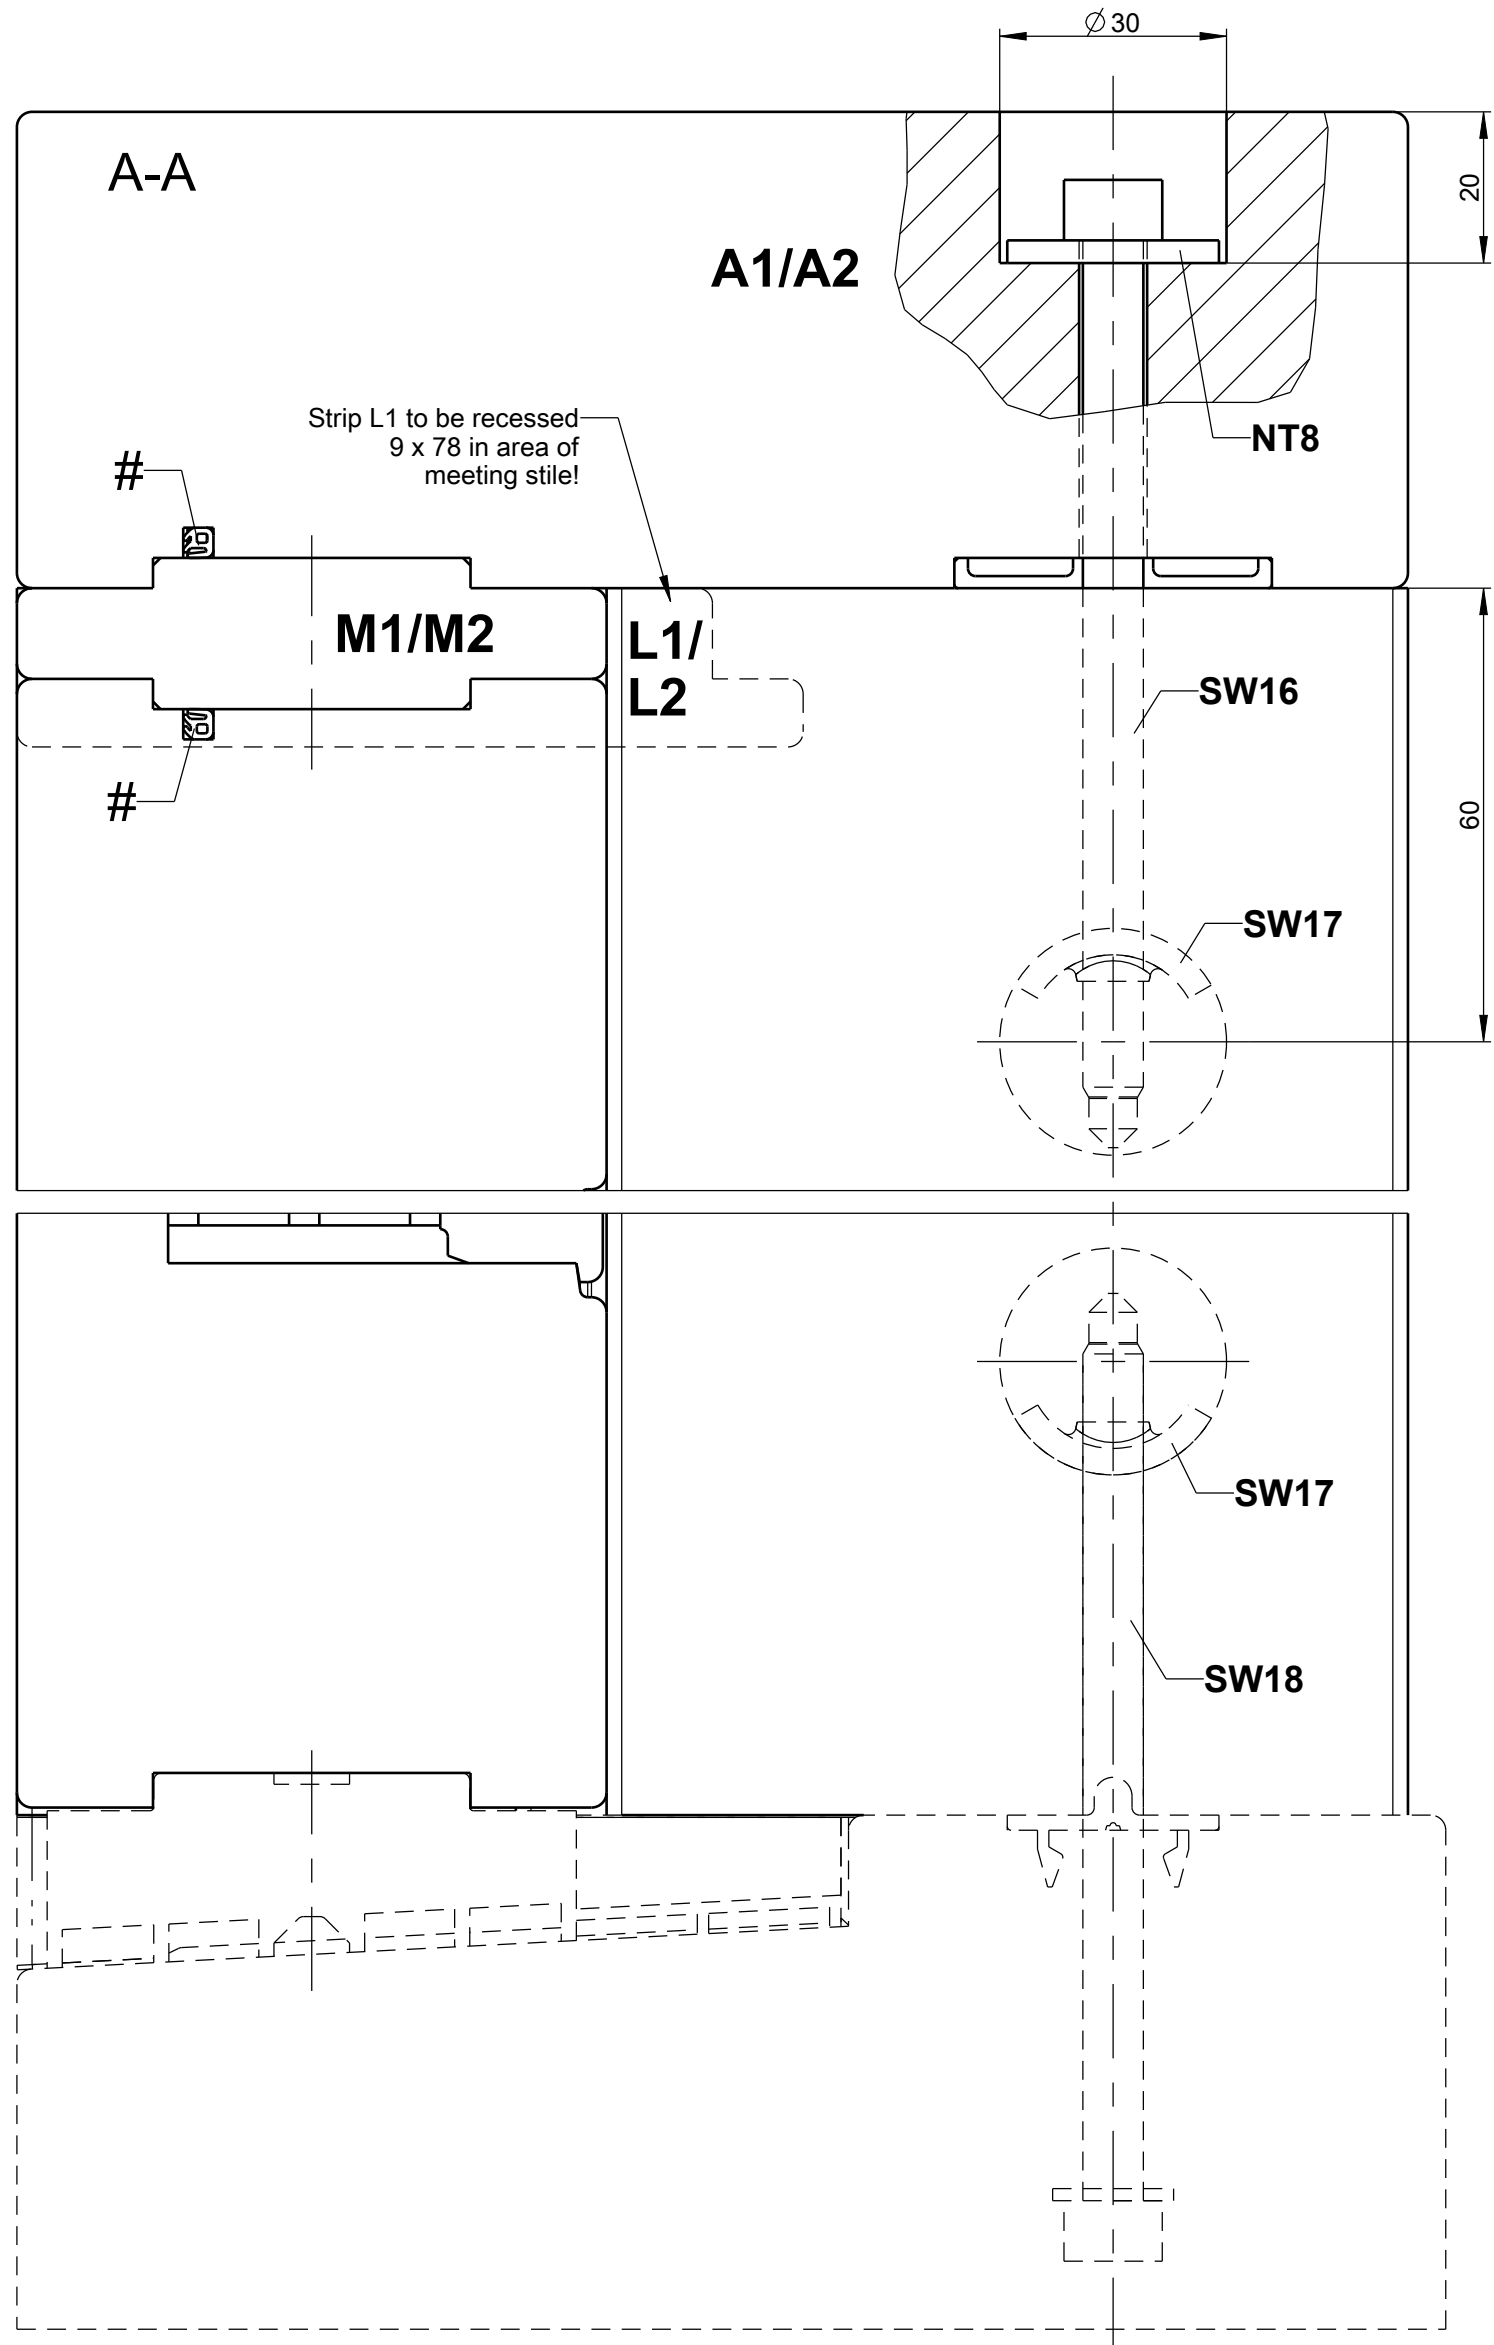 ⌀30
A-A
20
A1/A2
Strip L1 to be recessed
9 x 78 in area of
meeting stile!
NT8
#
M1/M2
L1/
L2
SW16
#
60
SW17
SW17
SW18